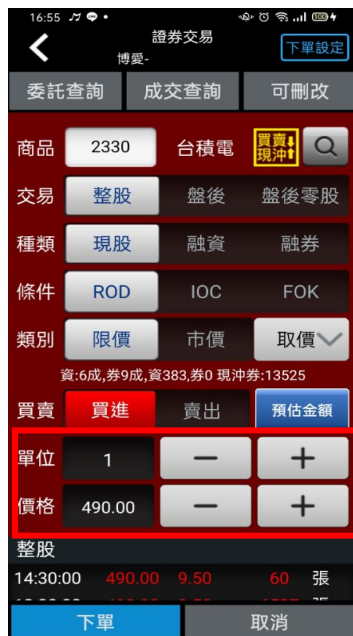 16:55
證券交易
博愛-
下單設定
委託查詢 成交查詢 可刪改
商品 2330 台積電 買賣現沖
交易 整股 盤後 盤後零股
種類 現股 融資 融券
條件 ROD IOC FOK
類別 限價 市價 取價
資:6成,券9成,資383,券0 現沖券:13525
買賣 買進 賣出 預估金額
單位 1 − +
價格 490.00 − +
整股
14:30:00 490.00 9.50 60 張
下單 取消